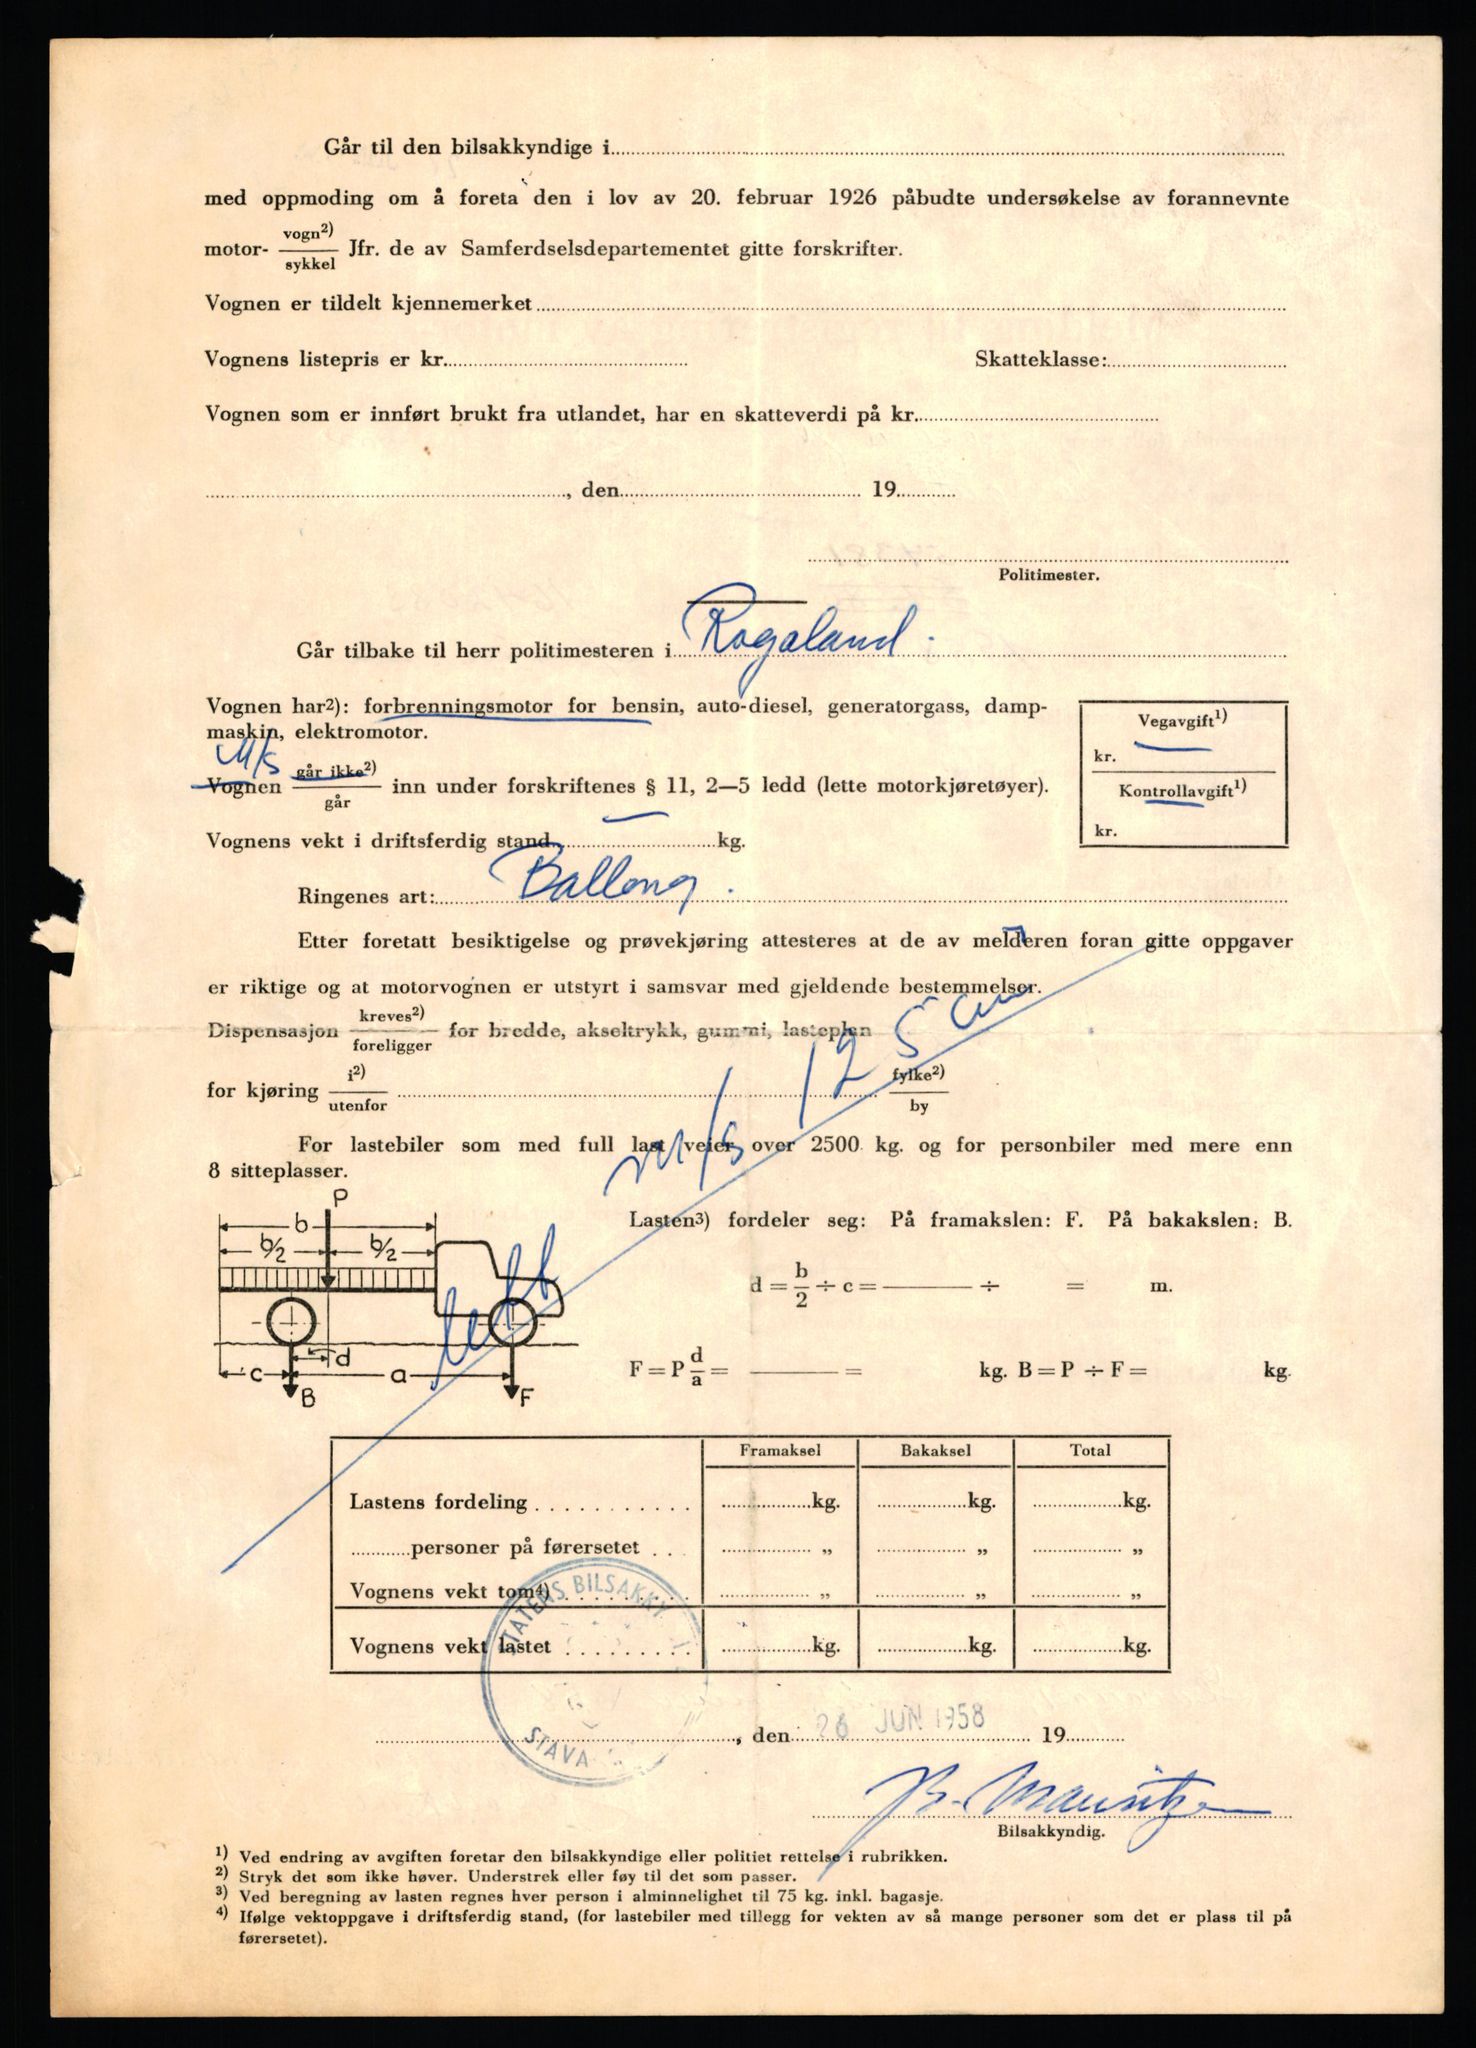 Går til den bilsakkyndige i
med oppmoding om å foreta den i lov av 20. februar 1926 påbudte undersøkelse av forannevnte
motor- vogn2) / sykkel Jfr. de av Samferdselsdepartementet gitte forskrifter.
Vognen er tildelt kjennemerket
Vognens listepris er kr. Skatteklasse:
Vognen som er innført brukt fra utlandet, har en skatteverdi på kr.
, den 19
Politimester.
Går tilbake til herr politimesteren i Rogaland.
Vognen har2): forbrenningsmotor for bensin, auto-diesel, generatorgass, damp-
maskin, elektromotor.
Vegavgift1)
kr.
M/s
Vognen går ikke2) / går inn under forskriftenes § 11, 2—5 ledd (lette motorkjøretøyer).
Kontrollavgift1)
kr.
Vognens vekt i driftsferdig stand kg.
Ringenes art: Ballong.
Etter foretatt besiktigelse og prøvekjøring attesteres at de av melderen foran gitte oppgaver
er riktige og at motorvognen er utstyrt i samsvar med gjeldende bestemmelser.
Dispensasjon kreves2) / foreligger for bredde, akseltrykk, gummi, lasteplan
for kjøring i2) / utenfor fylke2) / by
lett m/s 125 cm
For lastebiler som med full last veier over 2500 kg. og for personbiler med mere enn
8 sitteplasser.
P
b
b/2 b/2
d
c a
B F
Lasten3) fordeler seg: På framakslen: F. På bakakslen: B.
d = b/2 ÷ c = ÷ = m.
F = P d/a = = kg. B = P ÷ F = kg.
Framaksel Bakaksel Total
Lastens fordeling . . . . . . . . . . . kg. kg. kg.
personer på førersetet . . . „ „ „
Vognens vekt tom4) . . . . . . . . . „ „ „
Vognens vekt lastet . . . . . . . . . kg. kg. kg.
STATENS BILSAKKY
STAVA
, den 26 JUN 1958 19
B. Mauritzen
Bilsakkyndig.
1) Ved endring av avgiften foretar den bilsakkyndige eller politiet rettelse i rubrikken.
2) Stryk det som ikke høver. Understrek eller føy til det som passer.
3) Ved beregning av lasten regnes hver person i alminnelighet til 75 kg. inkl. bagasje.
4) Ifølge vektoppgave i driftsferdig stand, (for lastebiler med tillegg for vekten av så mange personer som det er plass til på
førersetet).